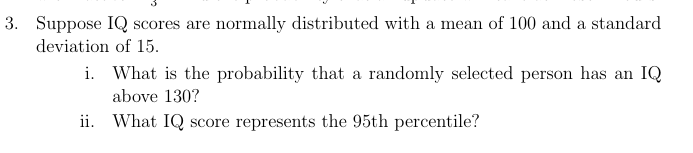 3. Suppose IQ scores are normally distributed with a mean of 100 and a standard
deviation of 15.
i. What is the probability that a randomly selected person has an IQ
above 130?
ii. What IQ score represents the 95th percentile?